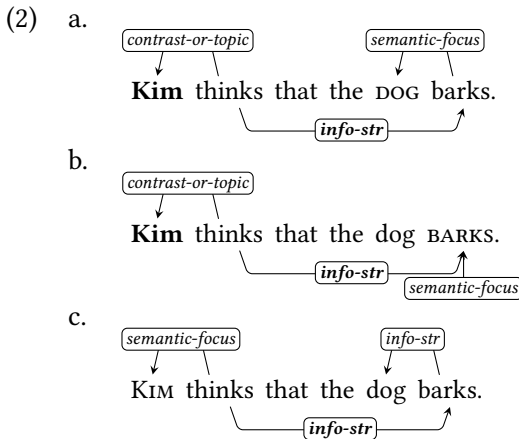 (2) a.
contrast-or-topic semantic-focus
Kim thinks that the DOG barks.
info-str
b.
contrast-or-topic
Kim thinks that the dog BARKS.
info-str
semantic-focus
c.
semantic-focus info-str
KIM thinks that the dog barks.
info-str